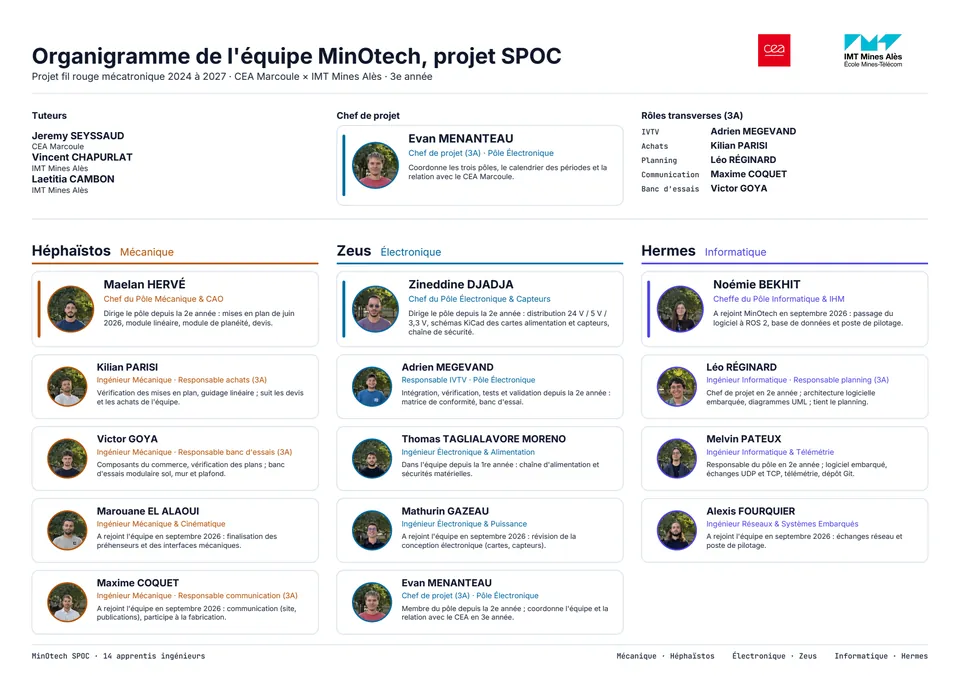 Organigramme de l'équipe MinOtech, projet SPOC
Projet fil rouge mécatronique 2024 à 2027 · CEA Marcoule × IMT Mines Alès · 3e année
cea
IMT Mines Alès
École Mines-Télécom
Tuteurs
Jeremy SEYSSAUD
CEA Marcoule
Vincent CHAPURLAT
IMT Mines Alès
Laetitia CAMBON
IMT Mines Alès
Chef de projet
Evan MENANTEAU
Chef de projet (3A) · Pôle Électronique
Coordonne les trois pôles, le calendrier des périodes et la
relation avec le CEA Marcoule.
Rôles transverses (3A)
IVTV Adrien MEGEVAND
Achats Kilian PARISI
Planning Léo RÉGINARD
Communication Maxime COQUET
Banc d'essais Victor GOYA
Héphaïstos Mécanique
Maelan HERVÉ
Chef du Pôle Mécanique & CAO
Dirige le pôle depuis la 2e année : mises en plan de juin
2026, module linéaire, module de planéité, devis.
Kilian PARISI
Ingénieur Mécanique · Responsable achats (3A)
Vérification des mises en plan, guidage linéaire ; suit les devis
et les achats de l'équipe.
Victor GOYA
Ingénieur Mécanique · Responsable banc d'essais (3A)
Composants du commerce, vérification des plans ; banc
d'essais modulaire sol, mur et plafond.
Marouane EL ALAOUI
Ingénieur Mécanique & Cinématique
A rejoint l'équipe en septembre 2026 : finalisation des
préhenseurs et des interfaces mécaniques.
Maxime COQUET
Ingénieur Mécanique · Responsable communication (3A)
A rejoint l'équipe en septembre 2026 : communication (site,
publications), participe à la fabrication.
Zeus Électronique
Zineddine DJADJA
Chef du Pôle Électronique & Capteurs
Dirige le pôle depuis la 2e année : distribution 24 V / 5 V /
3,3 V, schémas KiCad des cartes alimentation et capteurs,
chaîne de sécurité.
Adrien MEGEVAND
Responsable IVTV · Pôle Électronique
Intégration, vérification, tests et validation depuis la 2e année :
matrice de conformité, banc d'essai.
Thomas TAGLIALAVORE MORENO
Ingénieur Électronique & Alimentation
Dans l'équipe depuis la 1re année : chaîne d'alimentation et
sécurités matérielles.
Mathurin GAZEAU
Ingénieur Électronique & Puissance
A rejoint l'équipe en septembre 2026 : révision de la
conception électronique (cartes, capteurs).
Evan MENANTEAU
Chef de projet (3A) · Pôle Électronique
Membre du pôle depuis la 2e année ; coordonne l'équipe et la
relation avec le CEA en 3e année.
Hermes Informatique
Noémie BEKHIT
Cheffe du Pôle Informatique & IHM
A rejoint MinOtech en septembre 2026 : passage du
logiciel à ROS 2, base de données et poste de pilotage.
Léo RÉGINARD
Ingénieur Informatique · Responsable planning (3A)
Chef de projet en 2e année ; architecture logicielle
embarquée, diagrammes UML ; tient le planning.
Melvin PATEUX
Ingénieur Informatique & Télémétrie
Responsable du pôle en 2e année ; logiciel embarqué,
échanges UDP et TCP, télémétrie, dépôt Git.
Alexis FOURQUIER
Ingénieur Réseaux & Systèmes Embarqués
A rejoint l'équipe en septembre 2026 : échanges réseau et
poste de pilotage.
MinOtech SPOC · 14 apprentis ingénieurs
Mécanique · Héphaïstos Électronique · Zeus Informatique · Hermes